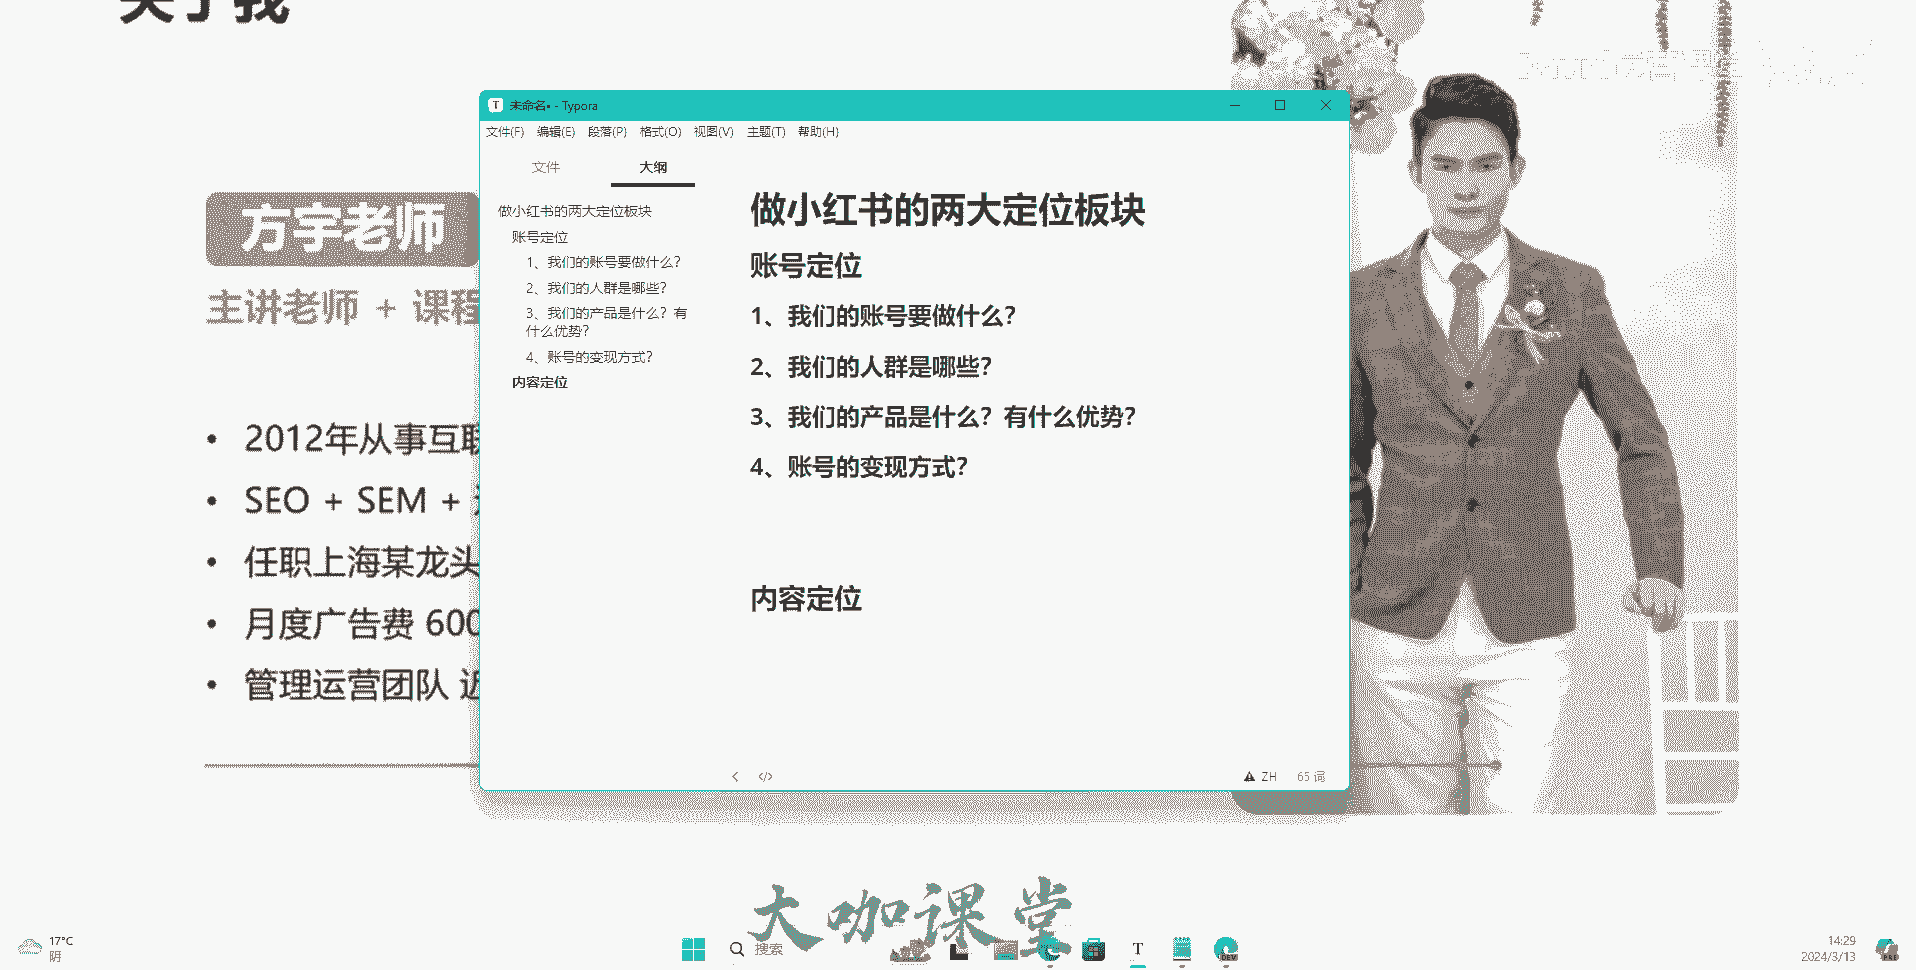 关于我
方宇老师
主讲老师 + 课程
2012年从事互联
SEO + SEM +
任职上海某龙头
月度广告费 600
管理运营团队 近
未命名• - Typora
文件(F) 编辑(E) 段落(P) 格式(O) 视图(V) 主题(T) 帮助(H)
文件 大纲
做小红书的两大定位板块
账号定位
1、我们的账号要做什么？
2、我们的人群是哪些？
3、我们的产品是什么？有
什么优势？
4、账号的变现方式？
内容定位
做小红书的两大定位板块
账号定位
1、我们的账号要做什么？
2、我们的人群是哪些？
3、我们的产品是什么？有什么优势？
4、账号的变现方式？
内容定位
ZH 65 词
大咖课堂
17°C
阴
搜索
14:29
2024/3/13